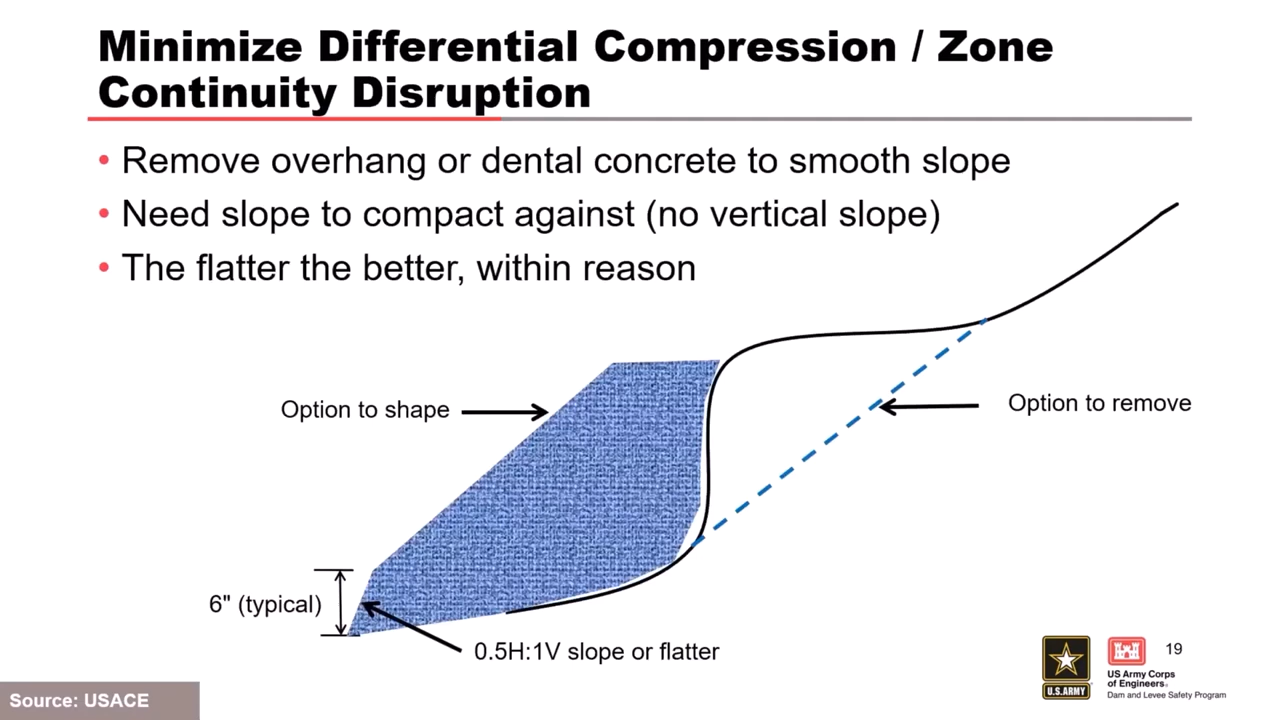 Minimize Differential Compression / Zone
Continuity Disruption
• Remove overhang or dental concrete to smooth slope
• Need slope to compact against (no vertical slope)
• The flatter the better, within reason
Option to shape
Option to remove
6" (typical)
0.5H:1V slope or flatter
U.S.ARMY
US Army Corps
of Engineers®
Dam and Levee Safety Program
19
Source: USACE